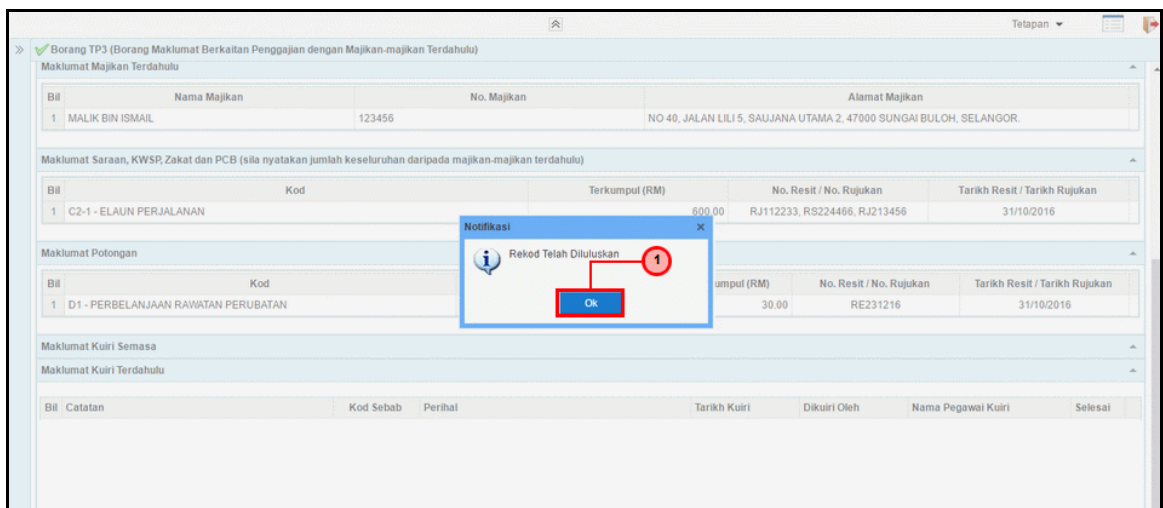 Tetapan
Borang TP3 (Borang Maklumat Berkaitan Penggajian dengan Majikan-majikan Terdahulu)
Maklumat Majikan Terdahulu
Bil Nama Majikan No. Majikan Alamat Majikan
1 MALIK BIN ISMAIL 123456 NO 40, JALAN LILI 5, SAUJANA UTAMA 2, 47000 SUNGAI BULOH, SELANGOR.
Maklumat Saraan, KWSP, Zakat dan PCB (sila nyatakan jumlah keseluruhan daripada majikan-majikan terdahulu)
Bil Kod Terkumpul (RM) No. Resit / No. Rujukan Tarikh Resit / Tarikh Rujukan
1 C2-1 - ELAUN PERJALANAN 600.00 RJ112233, RS224466, RJ213456 31/10/2016
Notifikasi
Rekod Telah Diluluskan
1
Ok
Maklumat Potongan
Bil Kod umpul (RM) No. Resit / No. Rujukan Tarikh Resit / Tarikh Rujukan
1 D1 - PERBELANJAAN RAWATAN PERUBATAN 30.00 RE231216 31/10/2016
Maklumat Kuiri Semasa
Maklumat Kuiri Terdahulu
Bil Catatan Kod Sebab Perihal Tarikh Kuiri Dikuiri Oleh Nama Pegawai Kuiri Selesai